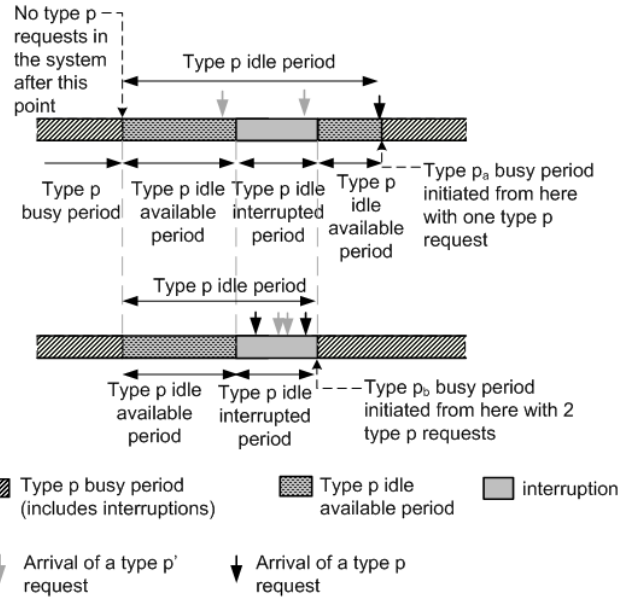 No type p
requests in
the system
after this
point
Type p idle period
Type p
busy period
Type p idle
available
period
Type p idle
interrupted
period
Type p
idle
available
period
Type pa busy period
initiated from here
with one type p
request
Type p idle period
Type p idle
available
period
Type p idle
interrupted
period
Type pb busy period
initiated from here with 2
type p requests
Type p busy period
(includes interruptions)
Type p idle
available period
interruption
Arrival of a type p'
request
Arrival of a type p
request